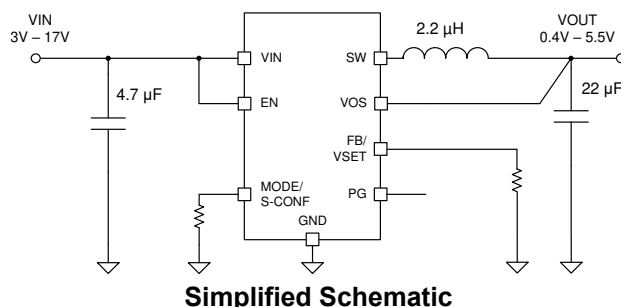 VIN
3V – 17V
4.7 µF
VIN
EN
MODE/
S-CONF
GND
SW
VOS
FB/
VSET
PG
2.2 µH
VOUT
0.4V – 5.5V
22 µF
Simplified Schematic